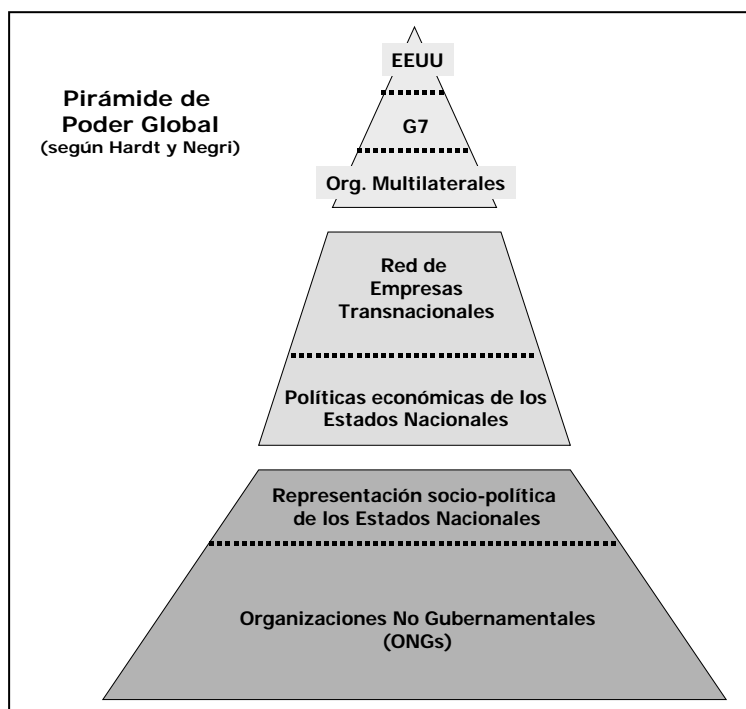 Pirámide de
Poder Global
(según Hardt y Negri)
EEUU
G7
Org. Multilaterales
Red de
Empresas
Transnacionales
Políticas económicas de los
Estados Nacionales
Representación socio-política
de los Estados Nacionales
Organizaciones No Gubernamentales
(ONGs)